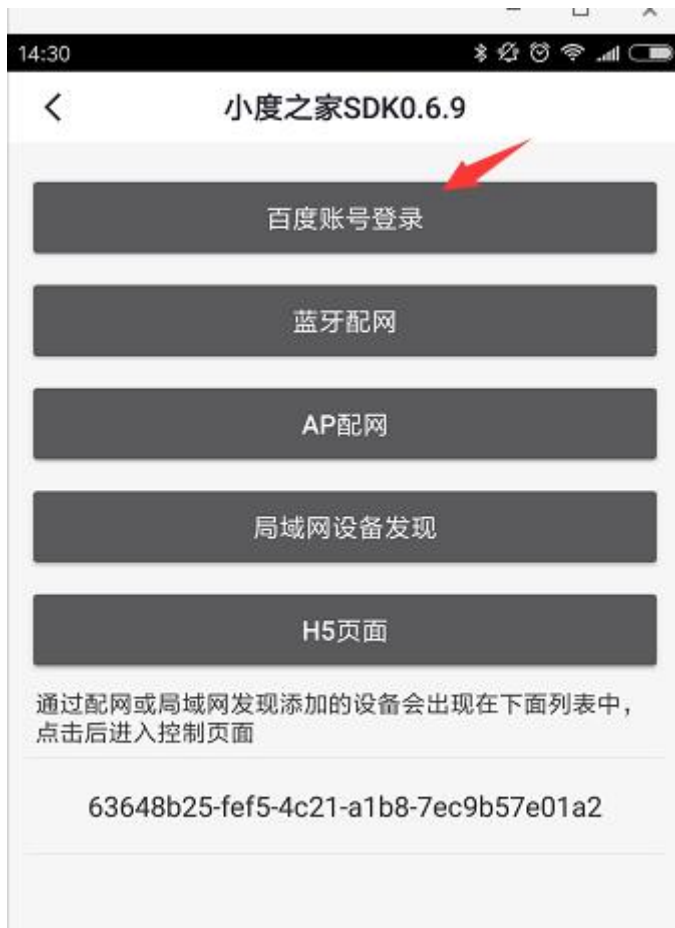 14:30
小度之家SDK0.6.9
百度账号登录
蓝牙配网
AP配网
局域网设备发现
H5页面
通过配网或局域网发现添加的设备会出现在下面列表中，
点击后进入控制页面
63648b25-fef5-4c21-a1b8-7ec9b57e01a2